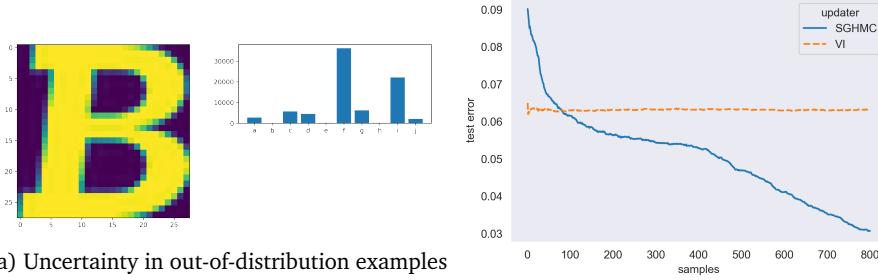 B
0
5
10
15
20
25
0 5 10 15 20 25
30000
20000
10000
0
a b c d e f g h i j
a) Uncertainty in out-of-distribution examples
0.09
0.08
0.07
0.06
0.05
0.04
0.03
test error
updater
SGHMC
VI
0 100 200 300 400 500 600 700 800
samples